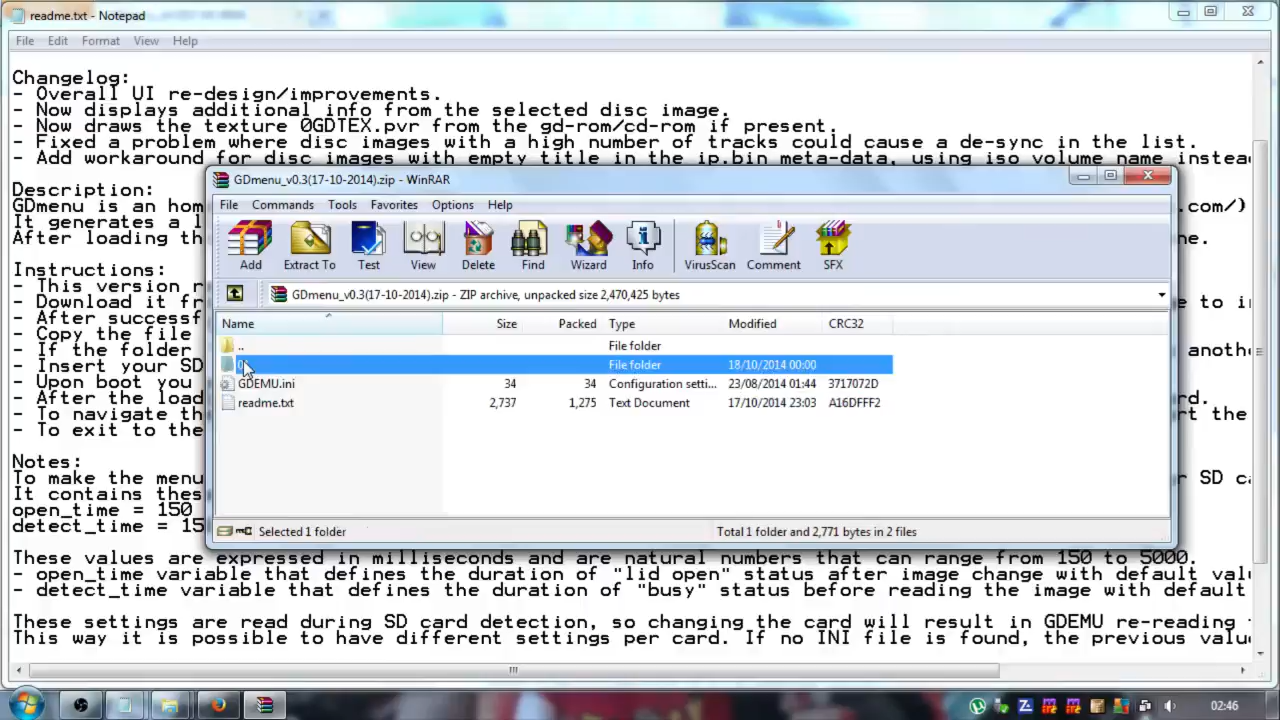 readme.txt - Notepad
File Edit Format View Help
Changelog:
- Overall UI re-design/improvements.
- Now displays additional info from the selected disc image.
- Now draws the texture 0GDTEX.pvr from the gd-rom/cd-rom if present.
- Fixed a problem where disc images with a high number of tracks could cause a de-sync in the list.
- Add workaround for disc images with empty title in the ip.bin meta-data, using iso volume name
Description:
GDmenu is an .com/)
It generates a
After loading ne.
Instructions:
- This version
- Download it to
- After
- Copy the file
- If the folder
- Insert your SD
- Upon boot you
- After the rd.
- To navigate the
- To exit to the
Notes:
To make the menu SD
It contains
open_time = 150
detect_time =
These values are expressed in milliseconds and are natural numbers that can range from 150 to 5000.
- open_time variable that defines the duration of "lid open" status after image change with default
- detect_time variable that defines the duration of "busy" status before reading the image with default
These settings are read during SD card detection, so changing the card will result in GDEMU re-reading
This way it is possible to have different settings per card. If no INI file is found, the previous
GDmenu_v0.3(17-10-2014).zip - WinRAR
File Commands Tools Favorites Options Help
Add Extract To Test View Delete Find Wizard Info VirusScan Comment SFX
GDmenu_v0.3(17-10-2014).zip - ZIP archive, unpacked size 2,470,425 bytes
Name Size Packed Type Modified CRC32
.. File folder
File folder 18/10/2014 00:00
GDEMU.ini 34 34 Configuration setti... 23/08/2014 01:44 3717072D
readme.txt 2,737 1,275 Text Document 17/10/2014 23:03 A16DFFF2
Selected 1 folder Total 1 folder and 2,771 bytes in 2 files
02:46